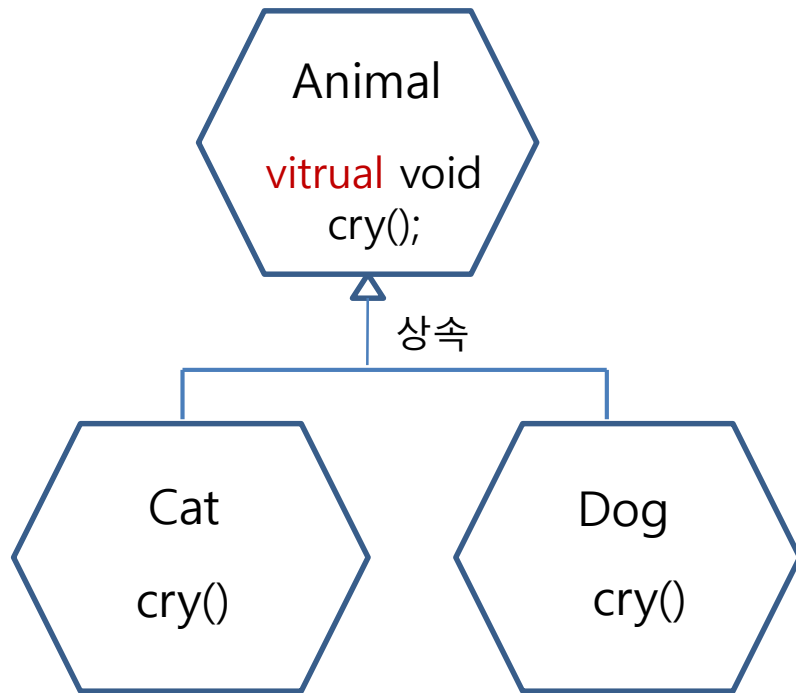 Animal
vitrual void
cry();
상속
Cat
Dog
cry()
cry()